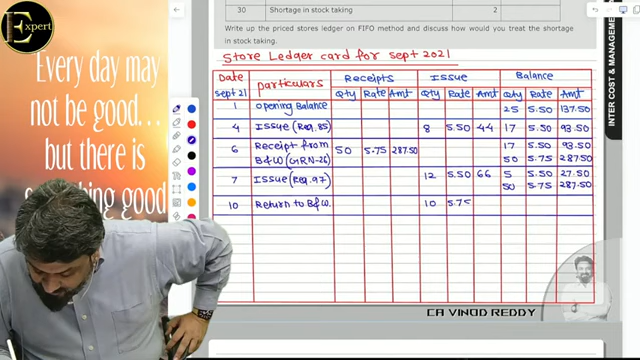 Expert
Every day may
not be good...
but there is
good
30 Shortage in stock taking 2
Write up the priced stores ledger on FIFO method and discuss how would you treat the shortage
in stock taking.
Store Ledger card for sept 2021
Date particulars Receipts Issue Balance
sept 21 Qty Rate Amt Qty Rate Amt Qty Rate Amt
1 opening Balance 25 5.50 137.50
4 Issue (Req. 85) 8 5.50 44 17 5.50 93.50
6 Receipt from 50 5.75 287.50 17 5.50 93.50
B&W (GRN-26) 50 5.75 287.50
7 Issue (Req. 97) 12 5.50 66 5 5.50 27.50
50 5.75 287.50
10 Return to B&W. 10 5.75
CA VINOD REDDY
INTER COST & MANAGEMENT